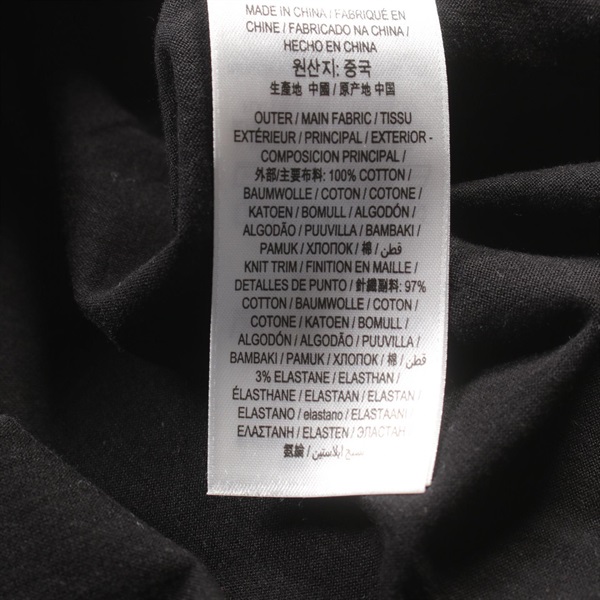 MADE IN CHINA / FABRIQUÉ EN
CHINE / FABRICADO NA CHINA /
HECHO EN CHINA
원산지: 중국
生產地 中國 / 原产地 中国
OUTER / MAIN FABRIC / TISSU
EXTÉRIEUR / PRINCIPAL / EXTERIOR -
COMPOSICION PRINCIPAL /
外部/主要布料: 100% COTTON /
BAUMWOLLE / COTON / COTONE /
KATOEN / BOMULL / ALGODÓN /
ALGODÃO / PUUVILLA / BAMBAKI /
PAMUK / ХЛОПОК / 棉 / قطن /
KNIT TRIM / FINITION EN MAILLE /
DETALLES DE PUNTO / 針織副料: 97%
COTTON / BAUMWOLLE / COTON /
COTONE / KATOEN / BOMULL /
ALGODÓN / ALGODÃO / PUUVILLA /
BAMBAKI / PAMUK / ХЛОПОК / 棉 / قطن /
3% ELASTANE / ELASTHAN /
ÉLASTHANE / ELASTAAN / ELASTAN /
ELASTANO / elastano / ELASTAANI /
ΕΛΑΣΤΑΝΗ / ELASTEN / ЭЛАСТАН /
氨綸 / إيلاستين